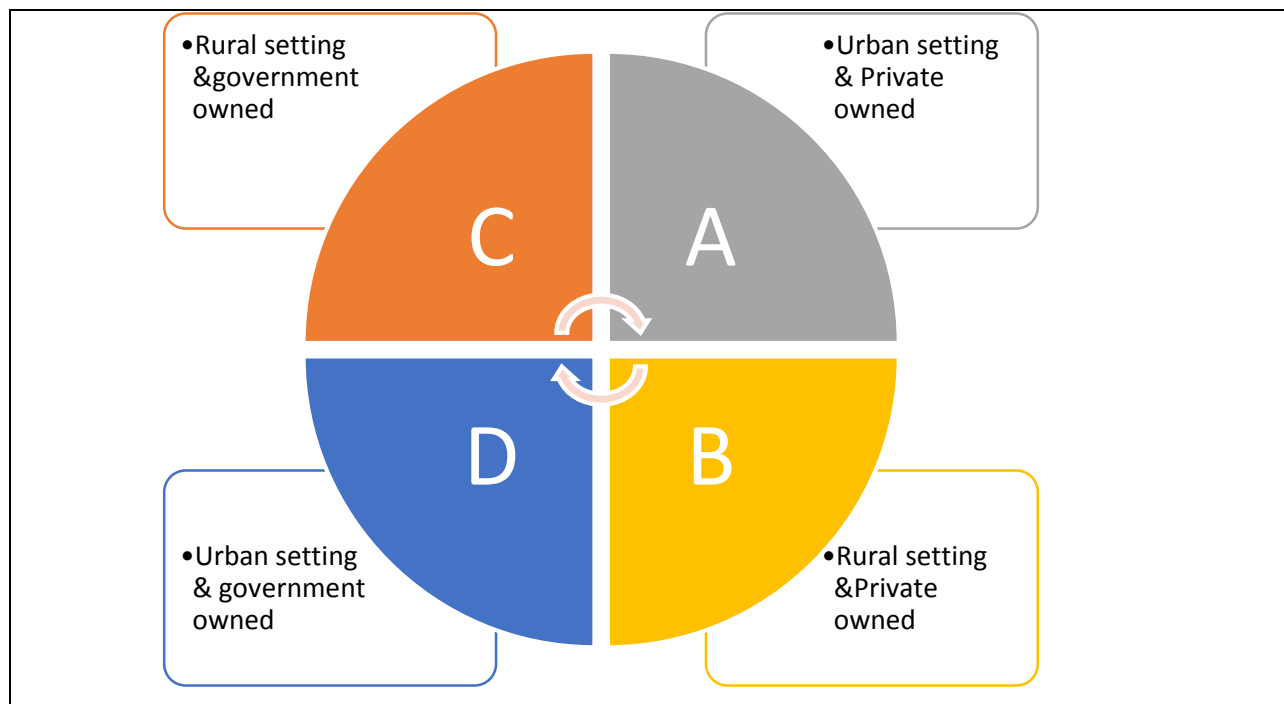 •Rural setting
&government
owned
•Urban setting
& Private
owned
C
A
D
B
•Urban setting
& government
owned
•Rural setting
&Private
owned